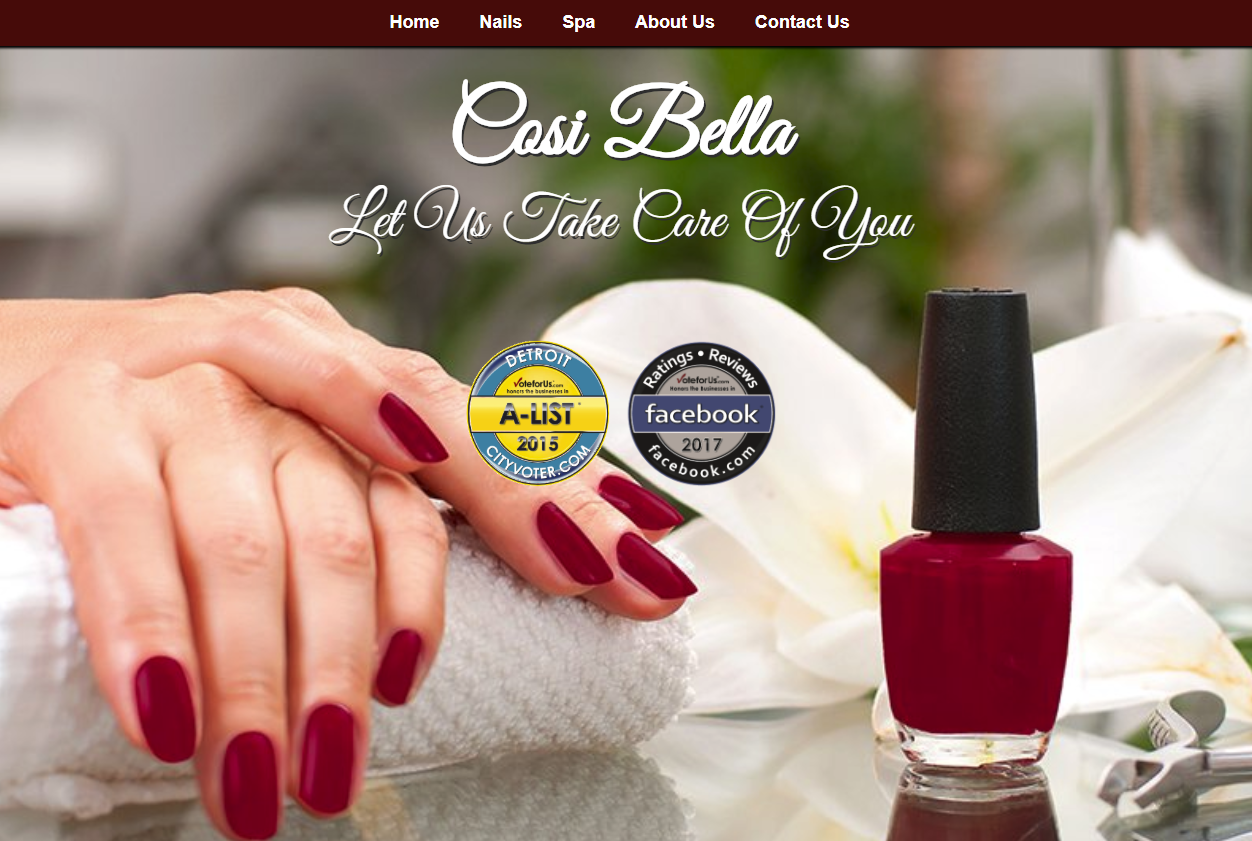 Home Nails Spa About Us Contact Us
Cosi Bella
Let Us Take Care Of You
DETROIT
VoteforUs.com
honors the businesses in
A-LIST
2015
CITYVOTER.COM
Ratings • Reviews
VoteforUs.com
Honors the Businesses in
facebook
2017
facebook.com